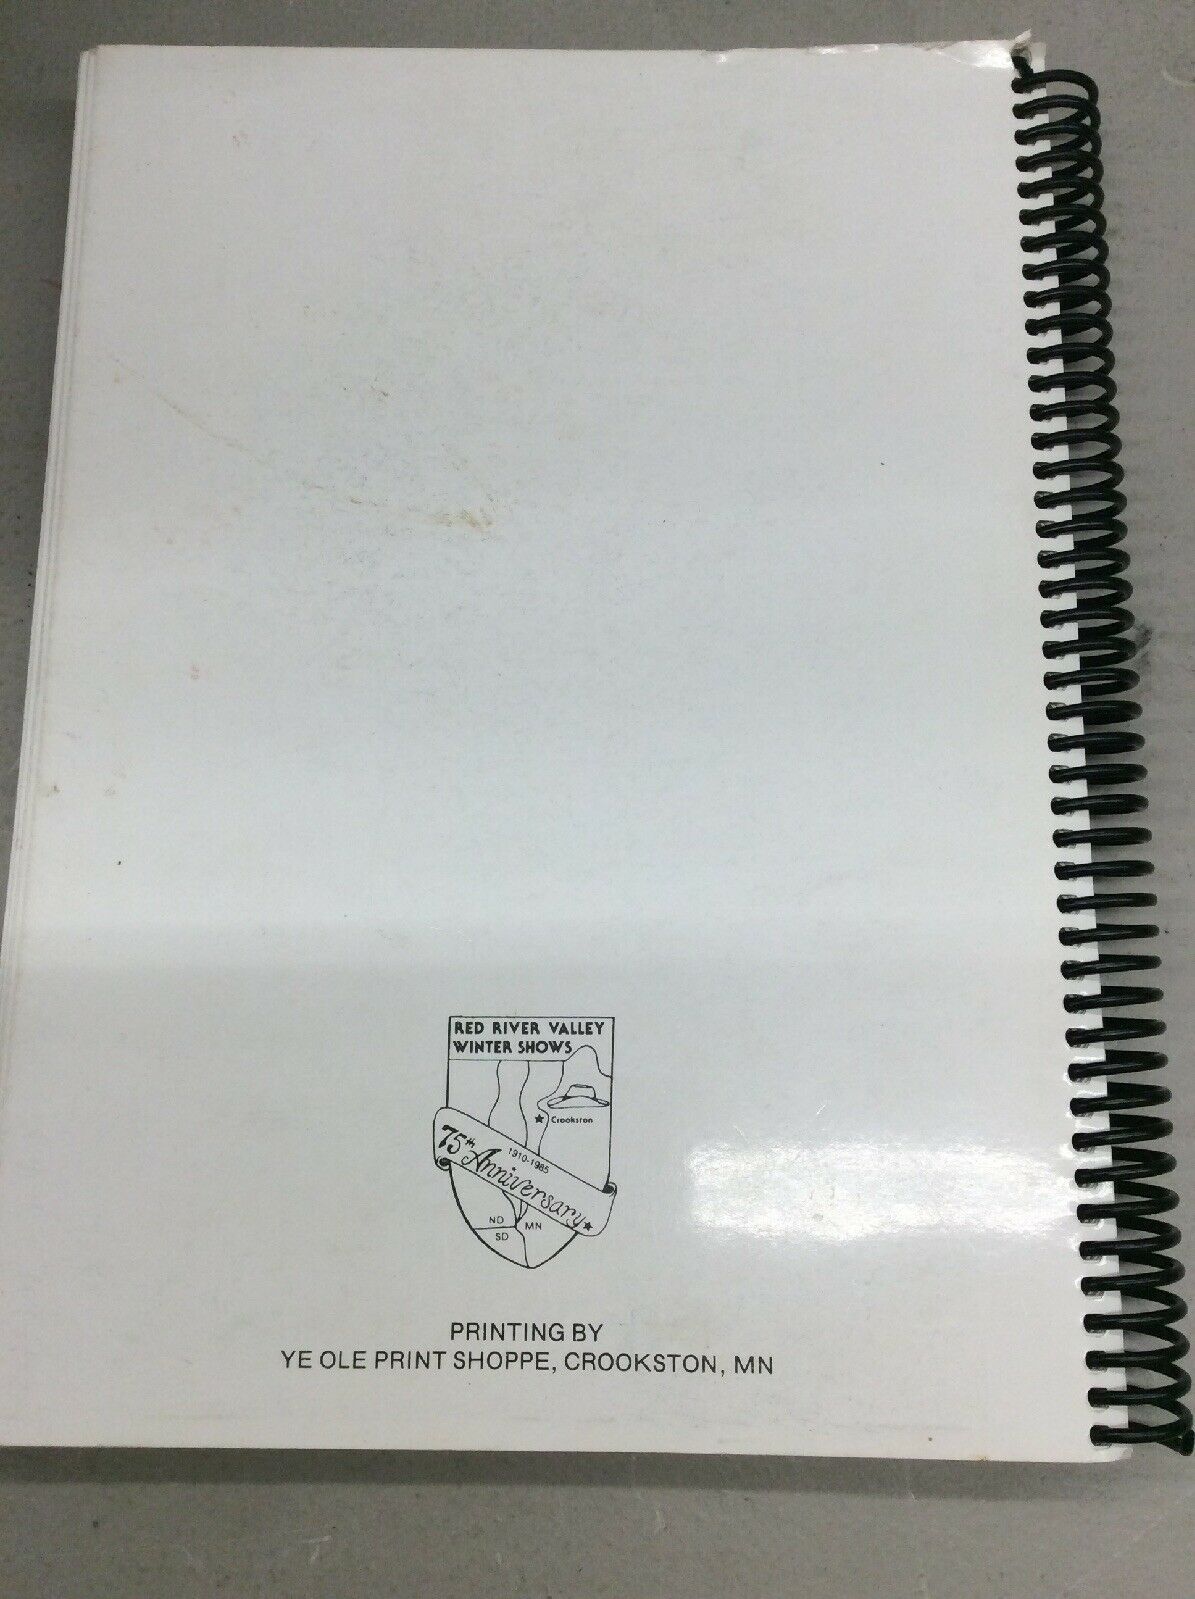 RED RIVER VALLEY
WINTER SHOWS
Crookston
1910-1985
75th Anniversary
ND
MN
SD
PRINTING BY
YE OLE PRINT SHOPPE, CROOKSTON, MN